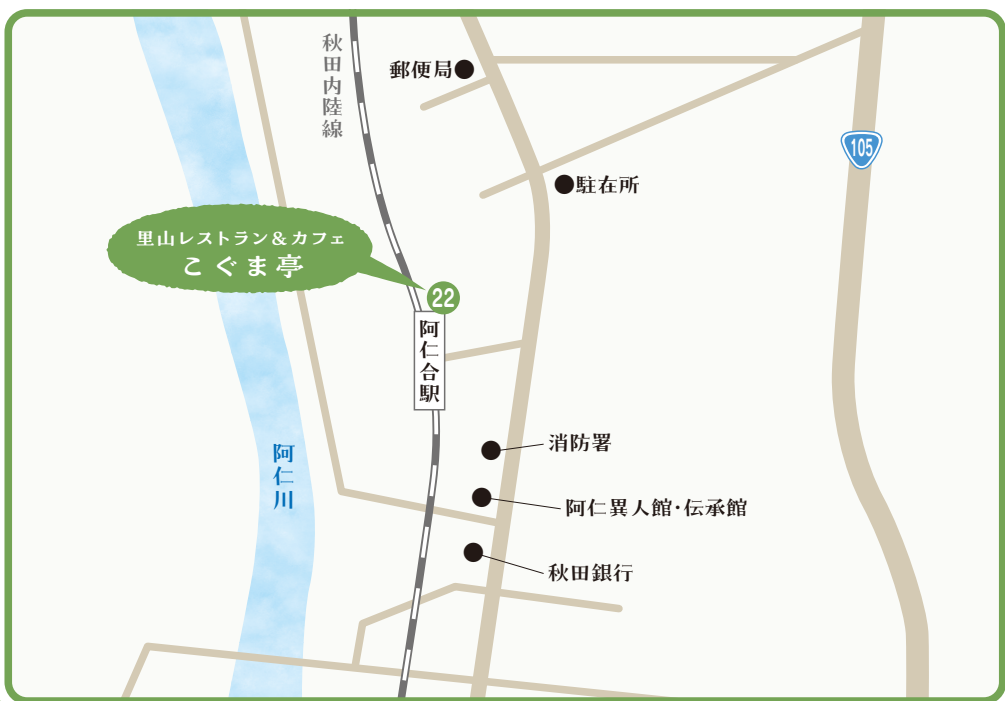 秋田内陸線
郵便局
105
駐在所
里山レストラン&カフェ
こぐま亭
22
阿仁合駅
消防署
阿仁川
阿仁異人館・伝承館
秋田銀行